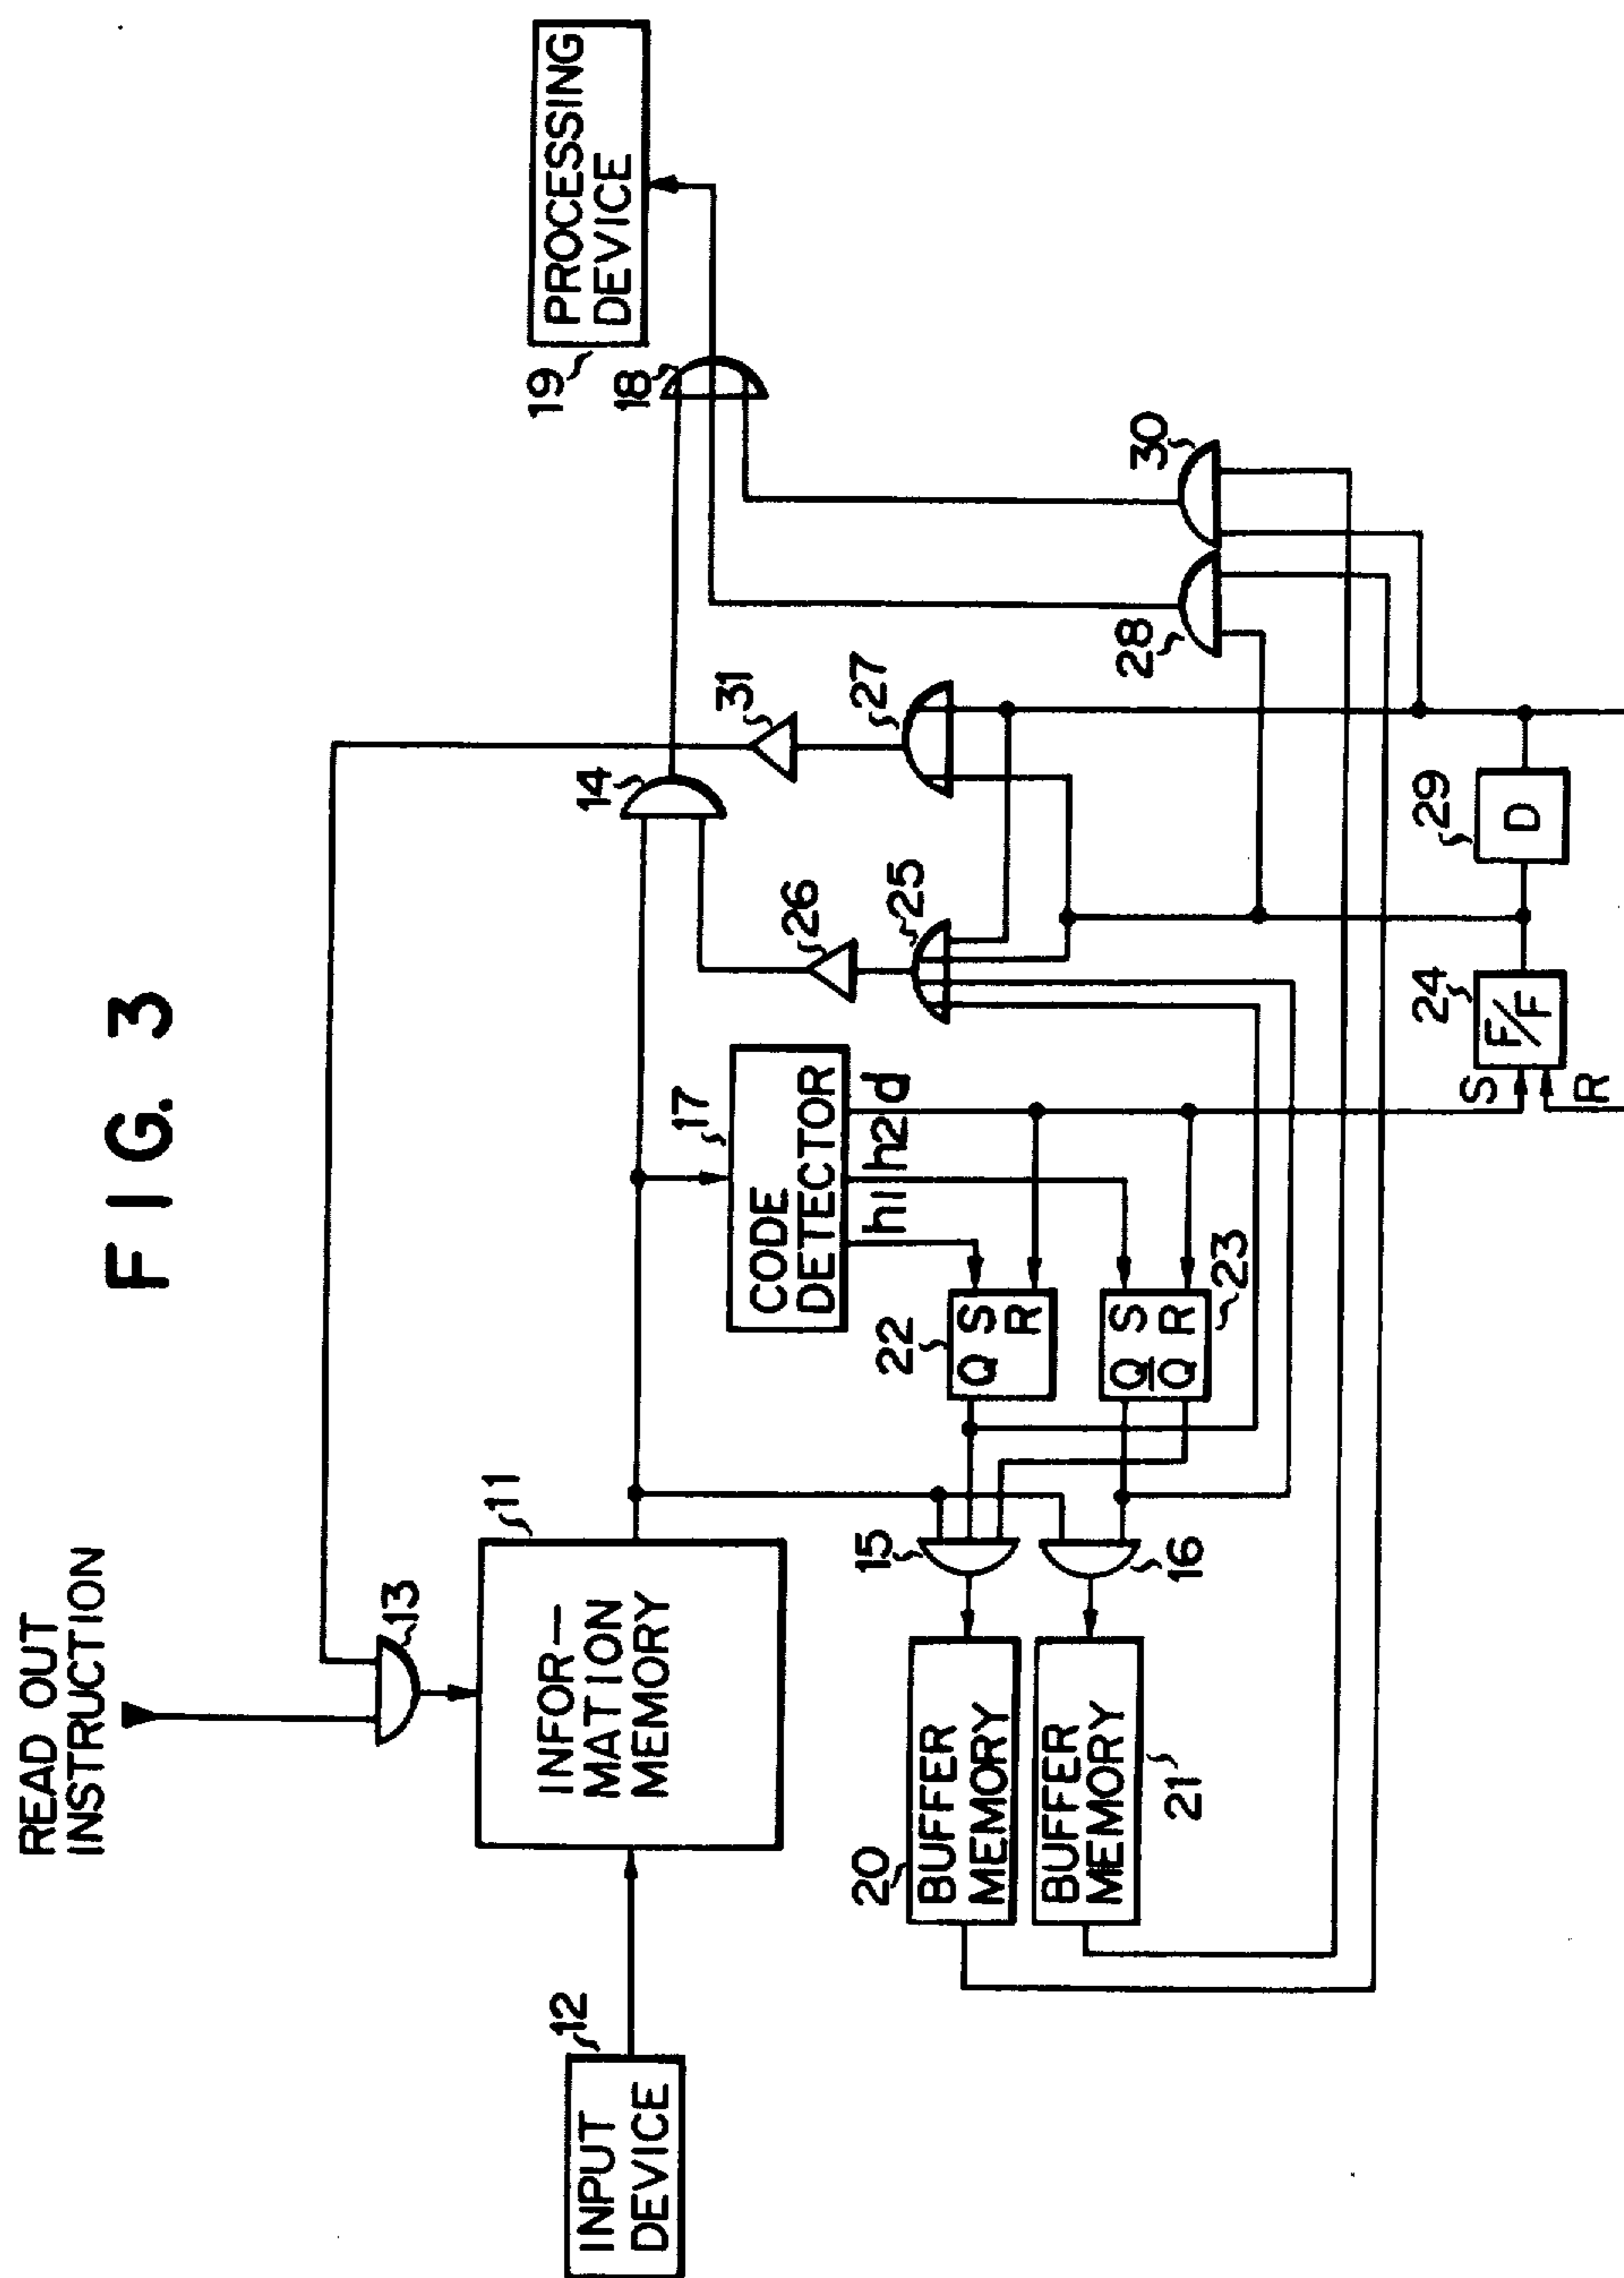 FIG. 3
READ OUT
INSTRUCTION
13
11
INFOR-
MATION
MEMORY
12
INPUT
DEVICE
14
18
19
PROCESSING
DEVICE
17
CODE
DETECTOR
h1 h2 d
26
31
25
27
15
16
22
Q S
R
23
Q S
Q̅ R
20
BUFFER
MEMORY
BUFFER
MEMORY
21
28
30
24
F/F
S
R
29
D